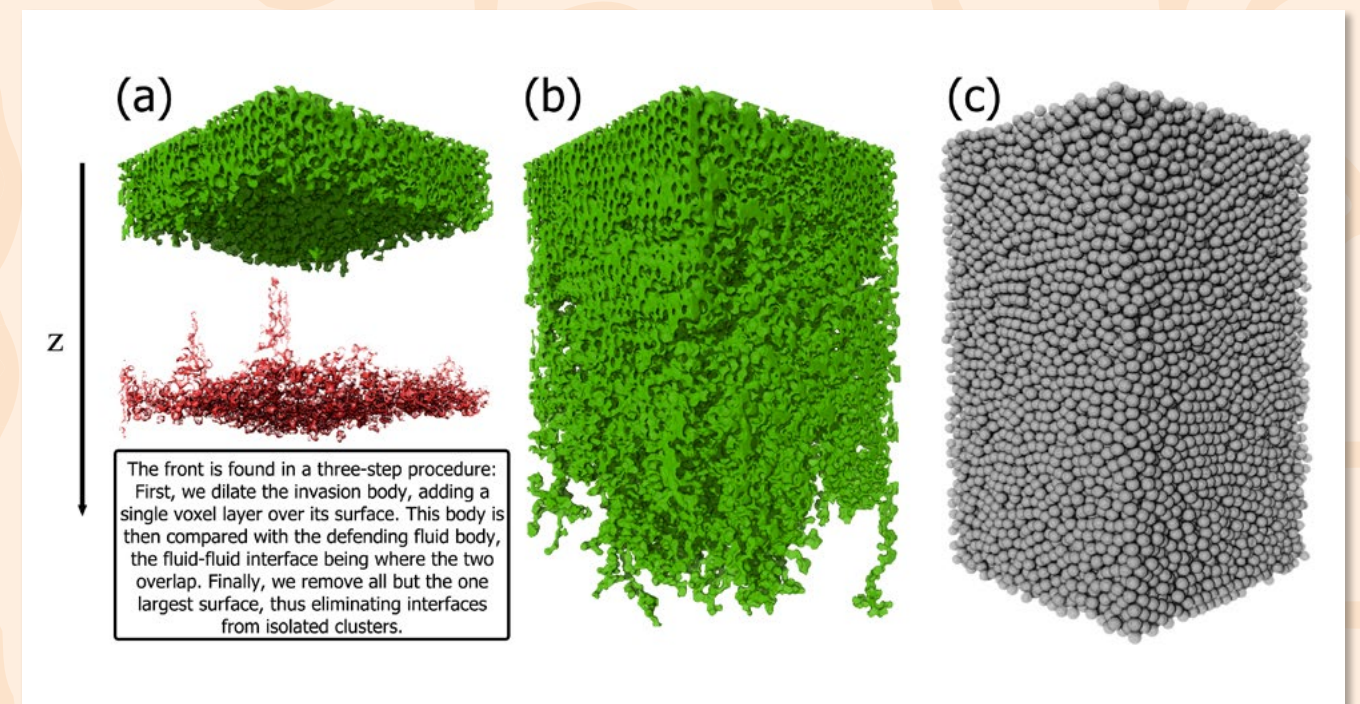 (a)
(b)
(c)
z
The front is found in a three-step procedure:
First, we dilate the invasion body, adding a
single voxel layer over its surface. This body is
then compared with the defending fluid body,
the fluid-fluid interface being where the two
overlap. Finally, we remove all but the one
largest surface, thus eliminating interfaces
from isolated clusters.